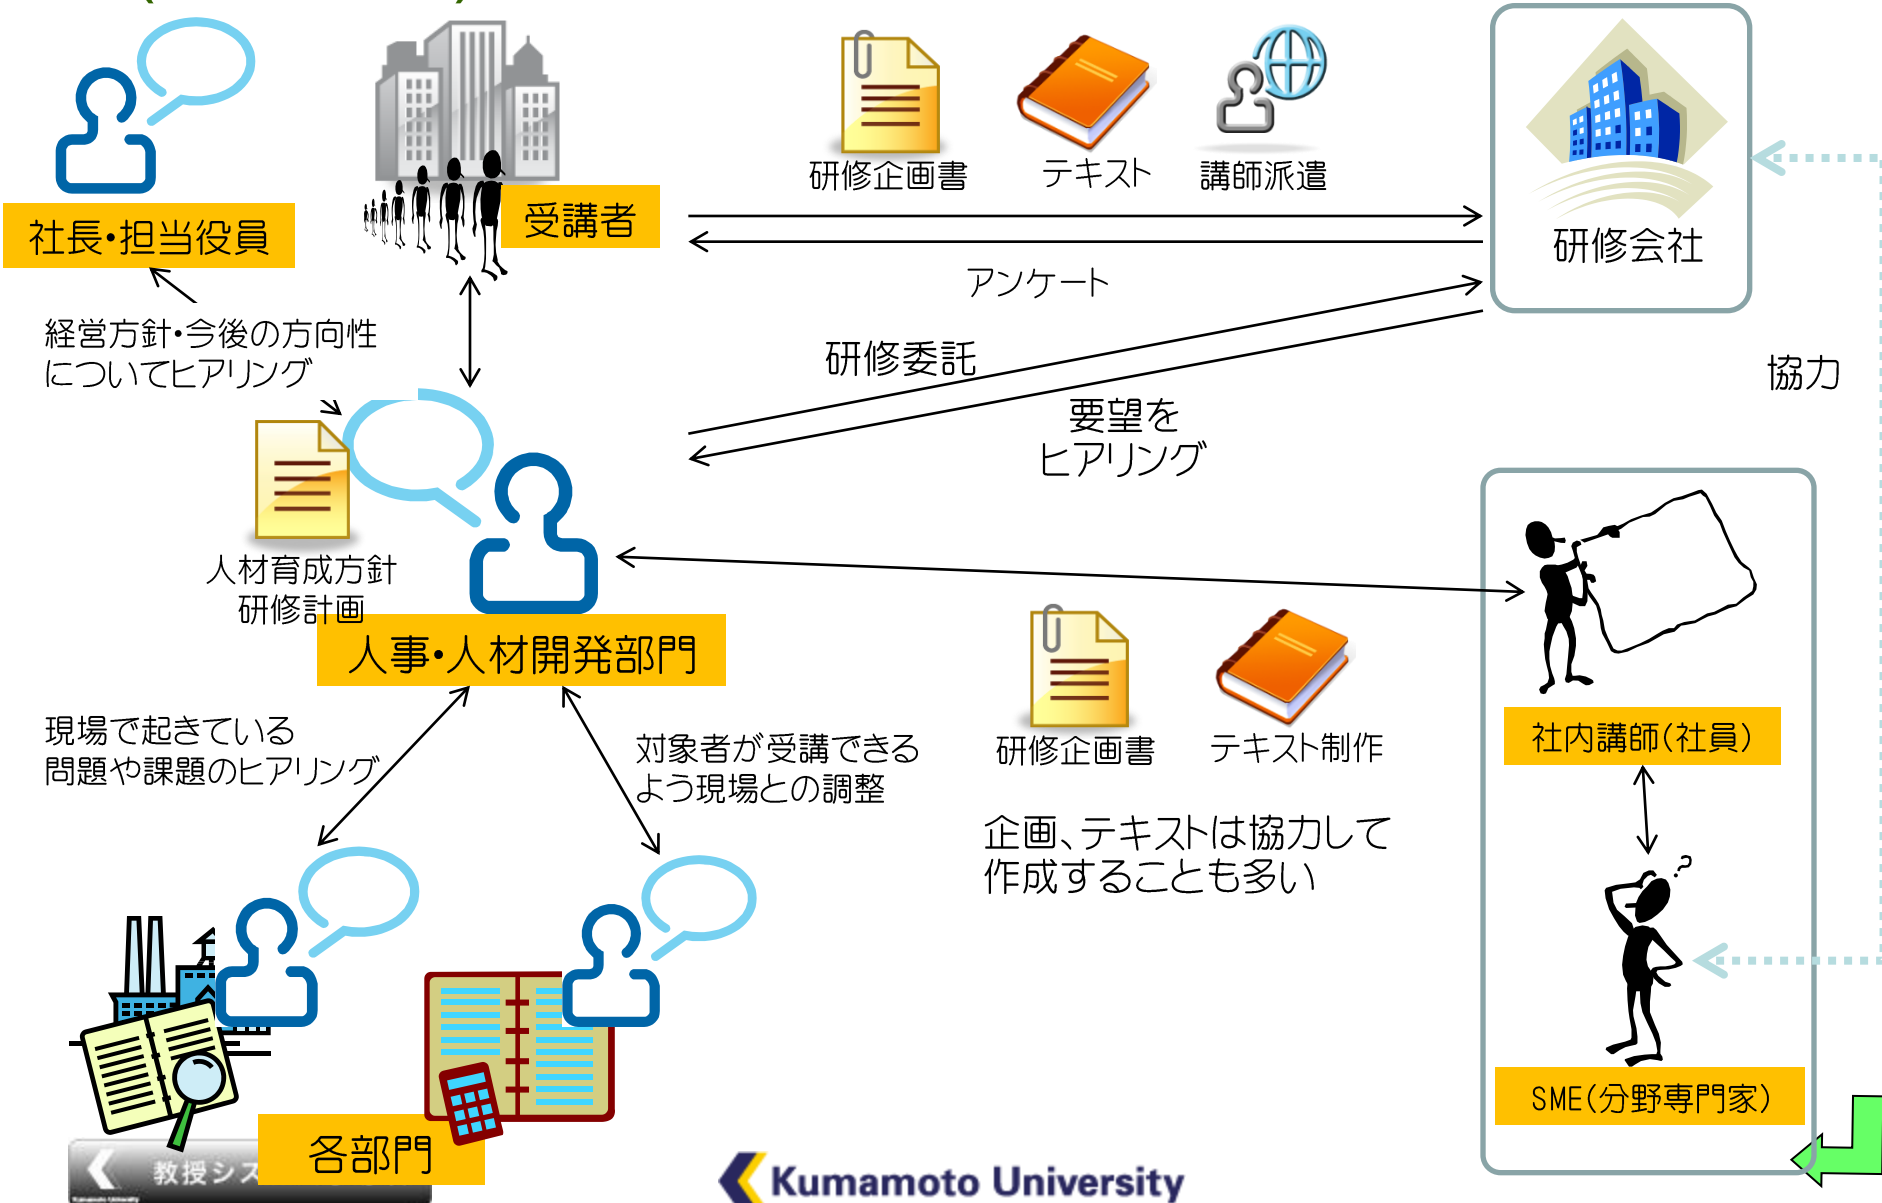 研修企画書
テキスト
講師派遣
社長・担当役員
受講者
研修会社
アンケート
経営方針・今後の方向性
についてヒアリング
研修委託
要望を
ヒアリング
協力
人材育成方針
研修計画
人事・人材開発部門
現場で起きている
問題や課題のヒアリング
対象者が受講できる
よう現場との調整
研修企画書
テキスト制作
社内講師(社員)
企画、テキストは協力して
作成することも多い
?
SME(分野専門家)
各部門
教授シス
Kumamoto University
Kumamoto University